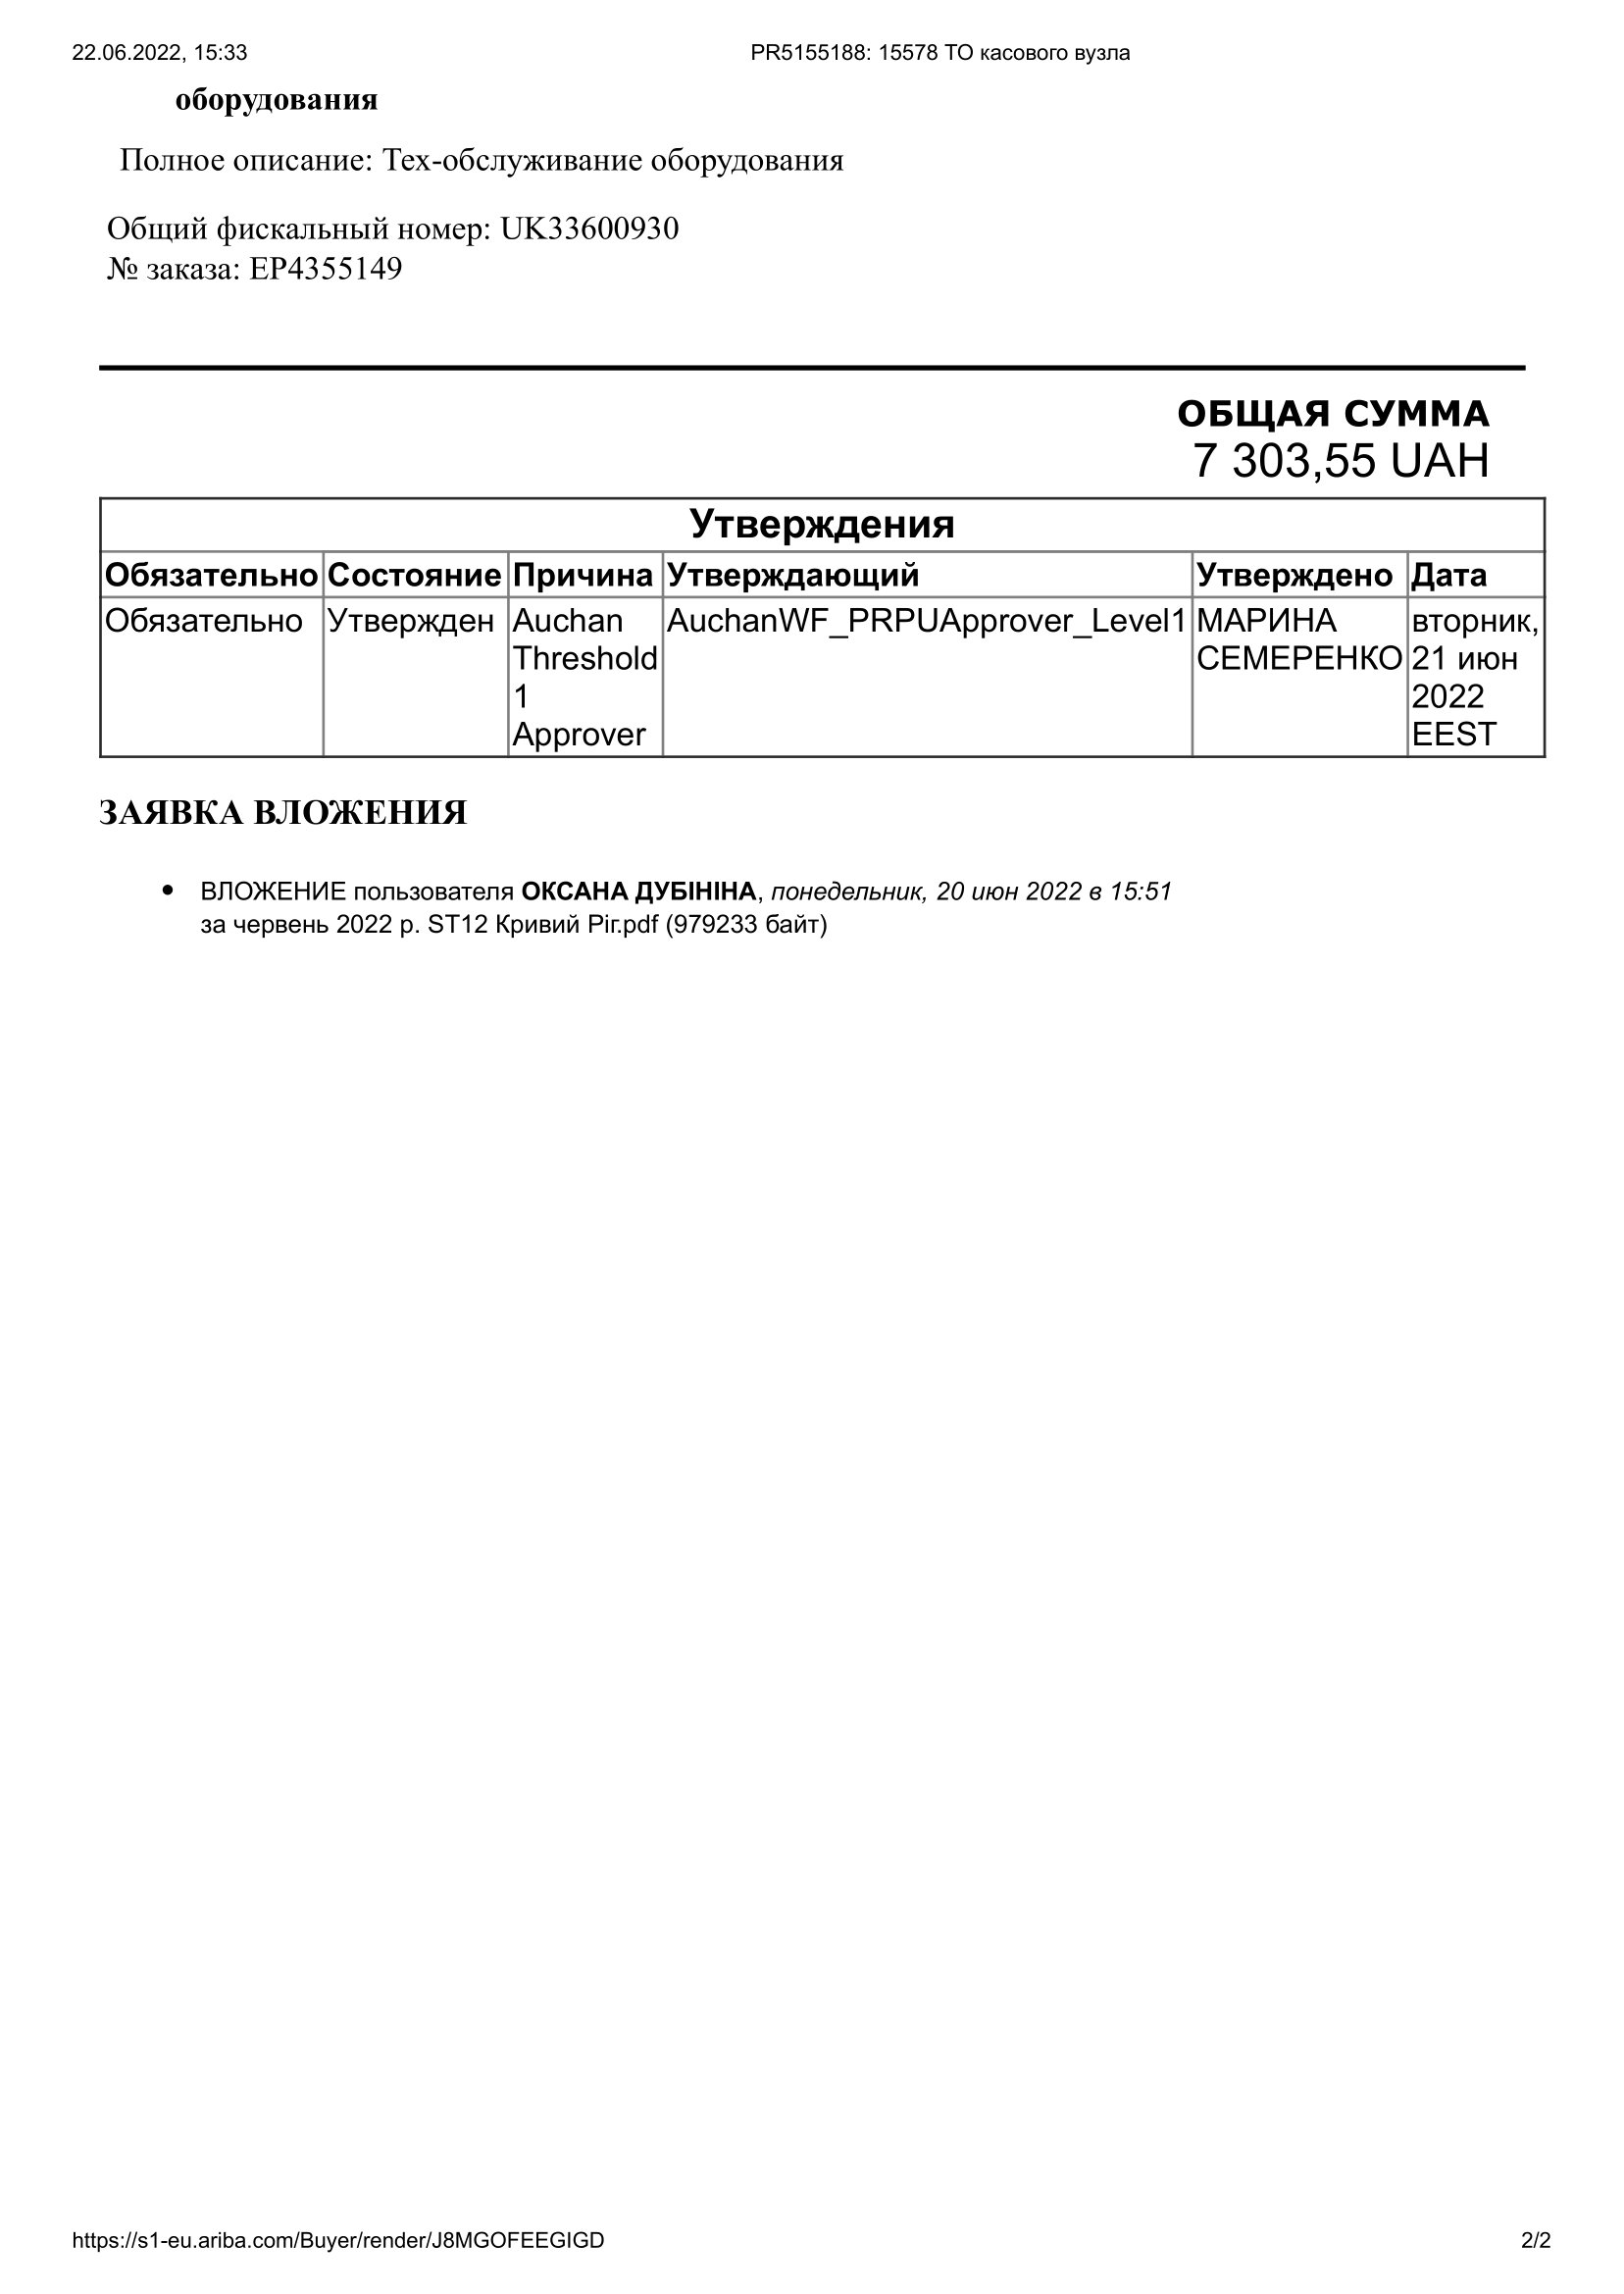 22.06.2022, 15:33 PR5155188: 15578 ТО касового вузла
оборудования
Полное описание: Тех-обслуживание оборудования
Общий фискальный номер: UK33600930
№ заказа: EP4355149
ОБЩАЯ СУММА
7 303,55 UAH
Утверждения
Обязательно Состояние Причина Утверждающий Утверждено Дата
Обязательно Утвержден Auchan AuchanWF_PRPUApprover_Level1 МАРИНА вторник,
Threshold СЕМЕРЕНКО 21 июн
1 2022
Approver EEST
ЗАЯВКА ВЛОЖЕНИЯ
• ВЛОЖЕНИЕ пользователя ОКСАНА ДУБІНІНА, понедельник, 20 июн 2022 в 15:51
за червень 2022 р. ST12 Кривий Ріг.pdf (979233 байт)
https://s1-eu.ariba.com/Buyer/render/J8MGOFEEGIGD 2/2